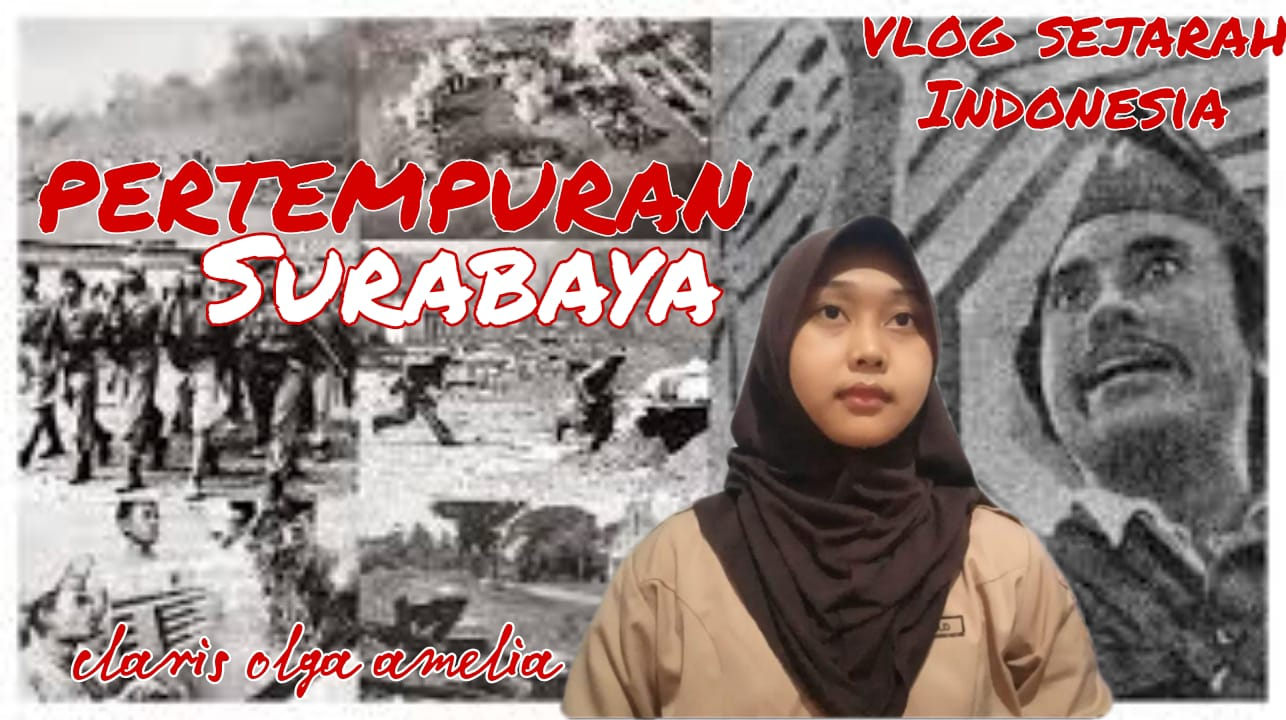 VLOG SEJARAH
INDONESIA
PERTEMPURAN
SURABAYA
claris olga amelia